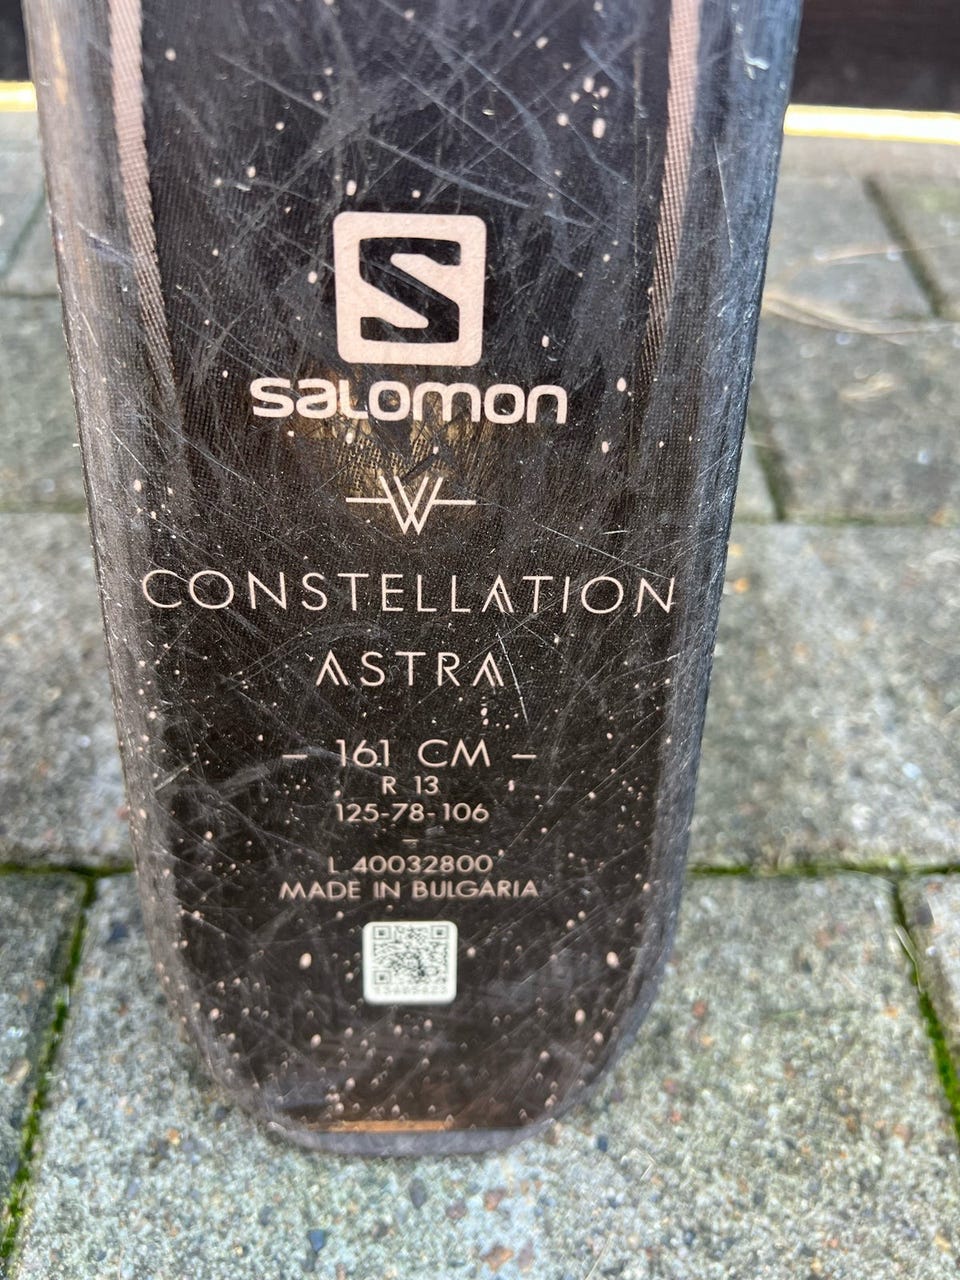 S
salomon
W
CONSTELLATION
ASTRA
– 161 CM –
R 13
125-78-106
–
L 40032800
MADE IN BULGARIA